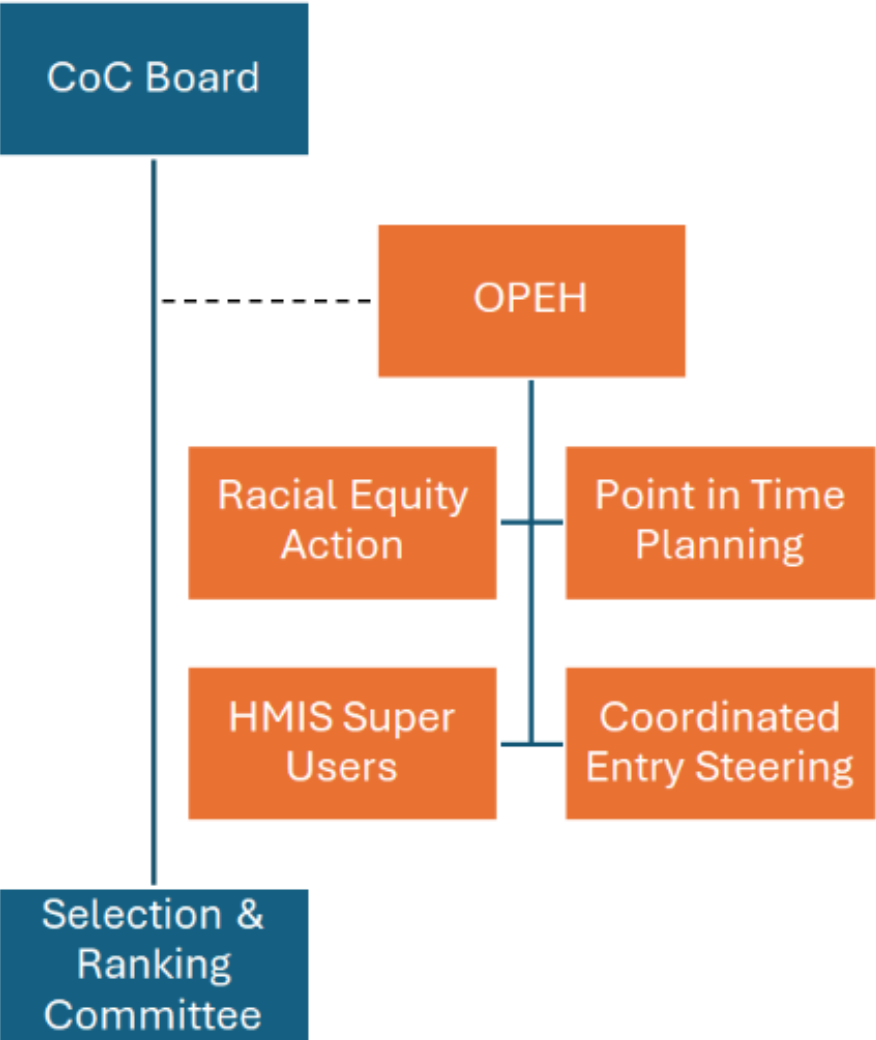 CoC Board
OPEH
Racial Equity
Action
Point in Time
Planning
HMIS Super
Users
Coordinated
Entry Steering
Selection &
Ranking
Committee